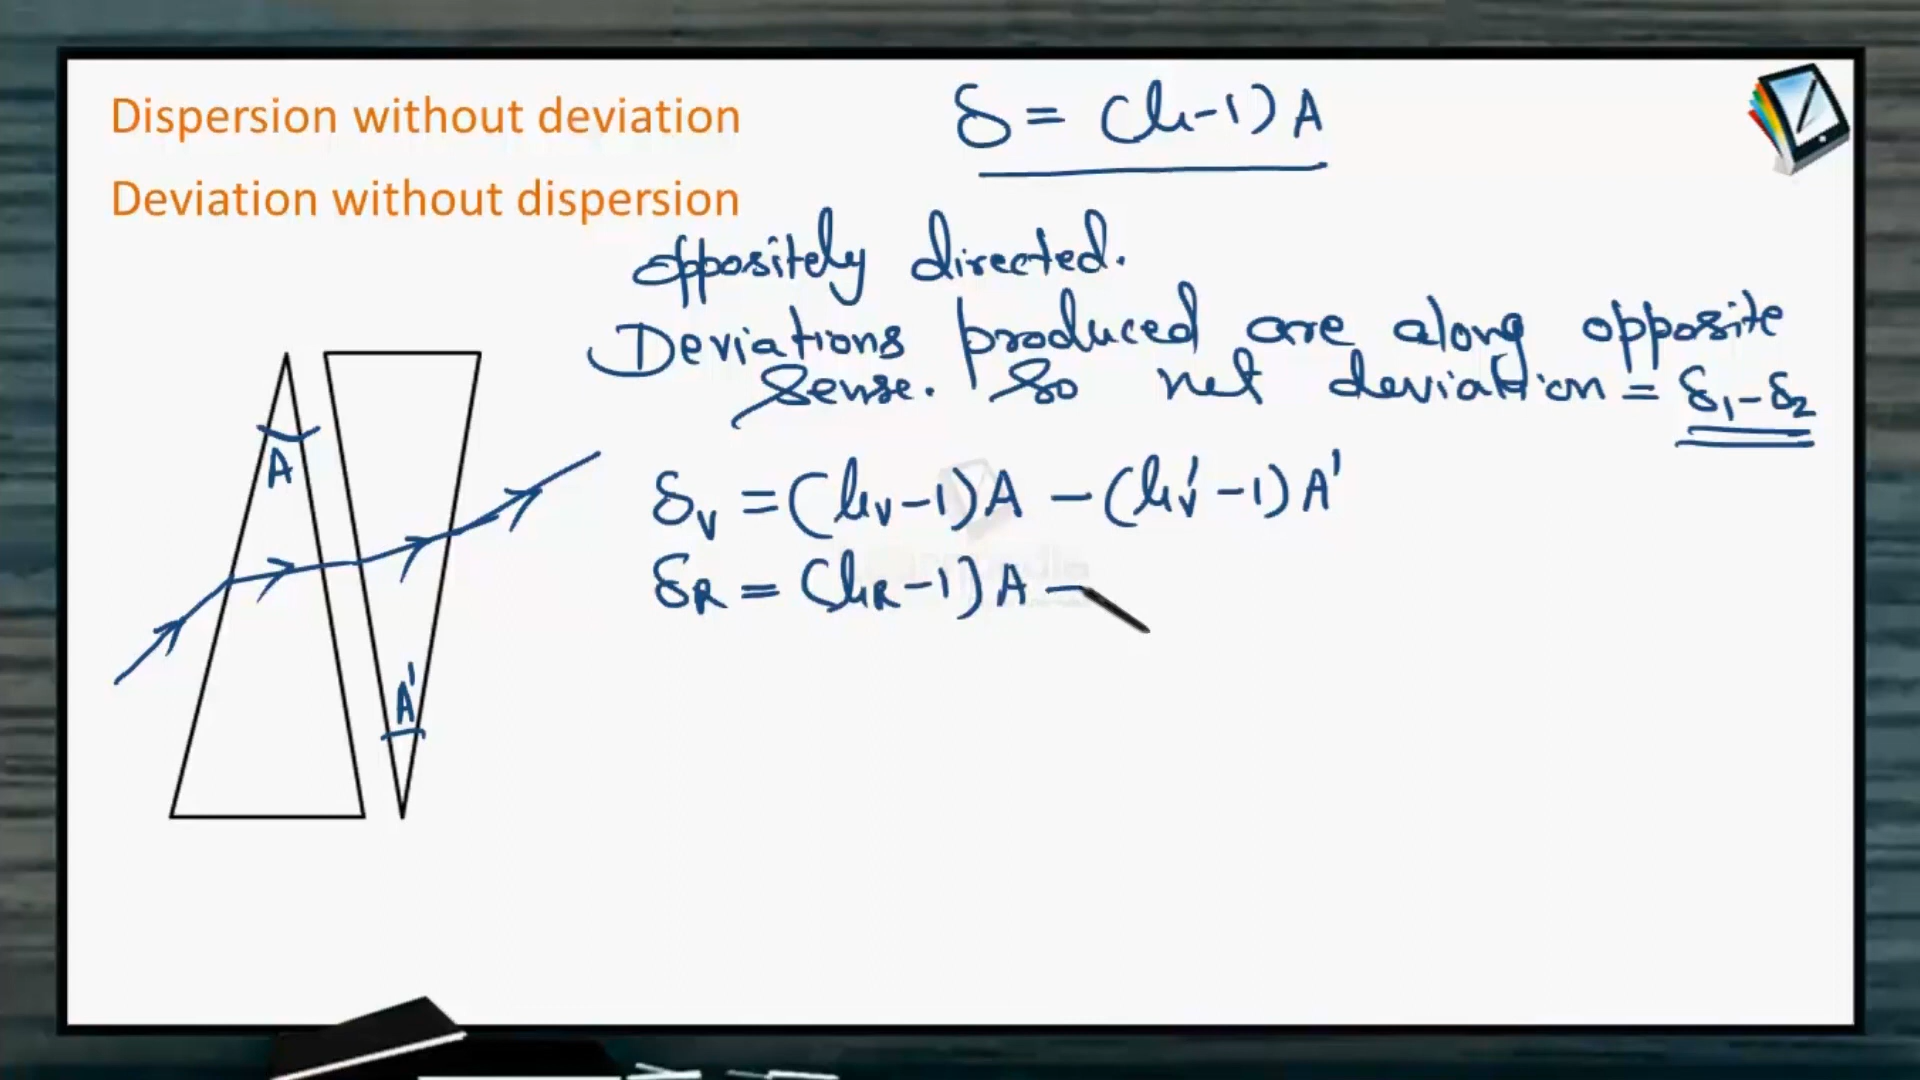 Dispersion without deviation
δ = (μ-1) A
Deviation without dispersion
oppositely directed.
Deviations produced are along opposite
sense. So net deviation = δ₁-δ₂
A
δv = (μv-1)A - (μv'-1)A'
δR = (μR-1)A -
A'